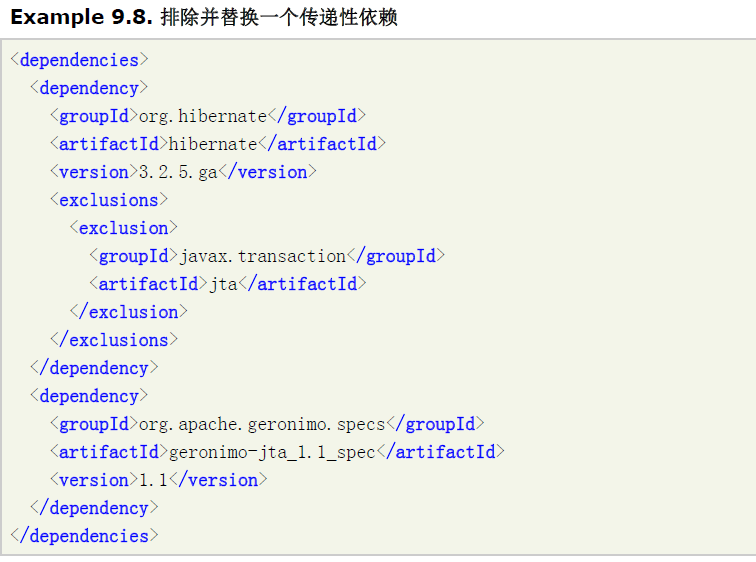 Example 9.8. 排除并替换一个传递性依赖
<dependencies>
  <dependency>
    <groupId>org.hibernate</groupId>
    <artifactId>hibernate</artifactId>
    <version>3.2.5.ga</version>
    <exclusions>
      <exclusion>
        <groupId>javax.transaction</groupId>
        <artifactId>jta</artifactId>
      </exclusion>
    </exclusions>
  </dependency>
  <dependency>
    <groupId>org.apache.geronimo.specs</groupId>
    <artifactId>geronimo-jta_1.1_spec</artifactId>
    <version>1.1</version>
  </dependency>
</dependencies>